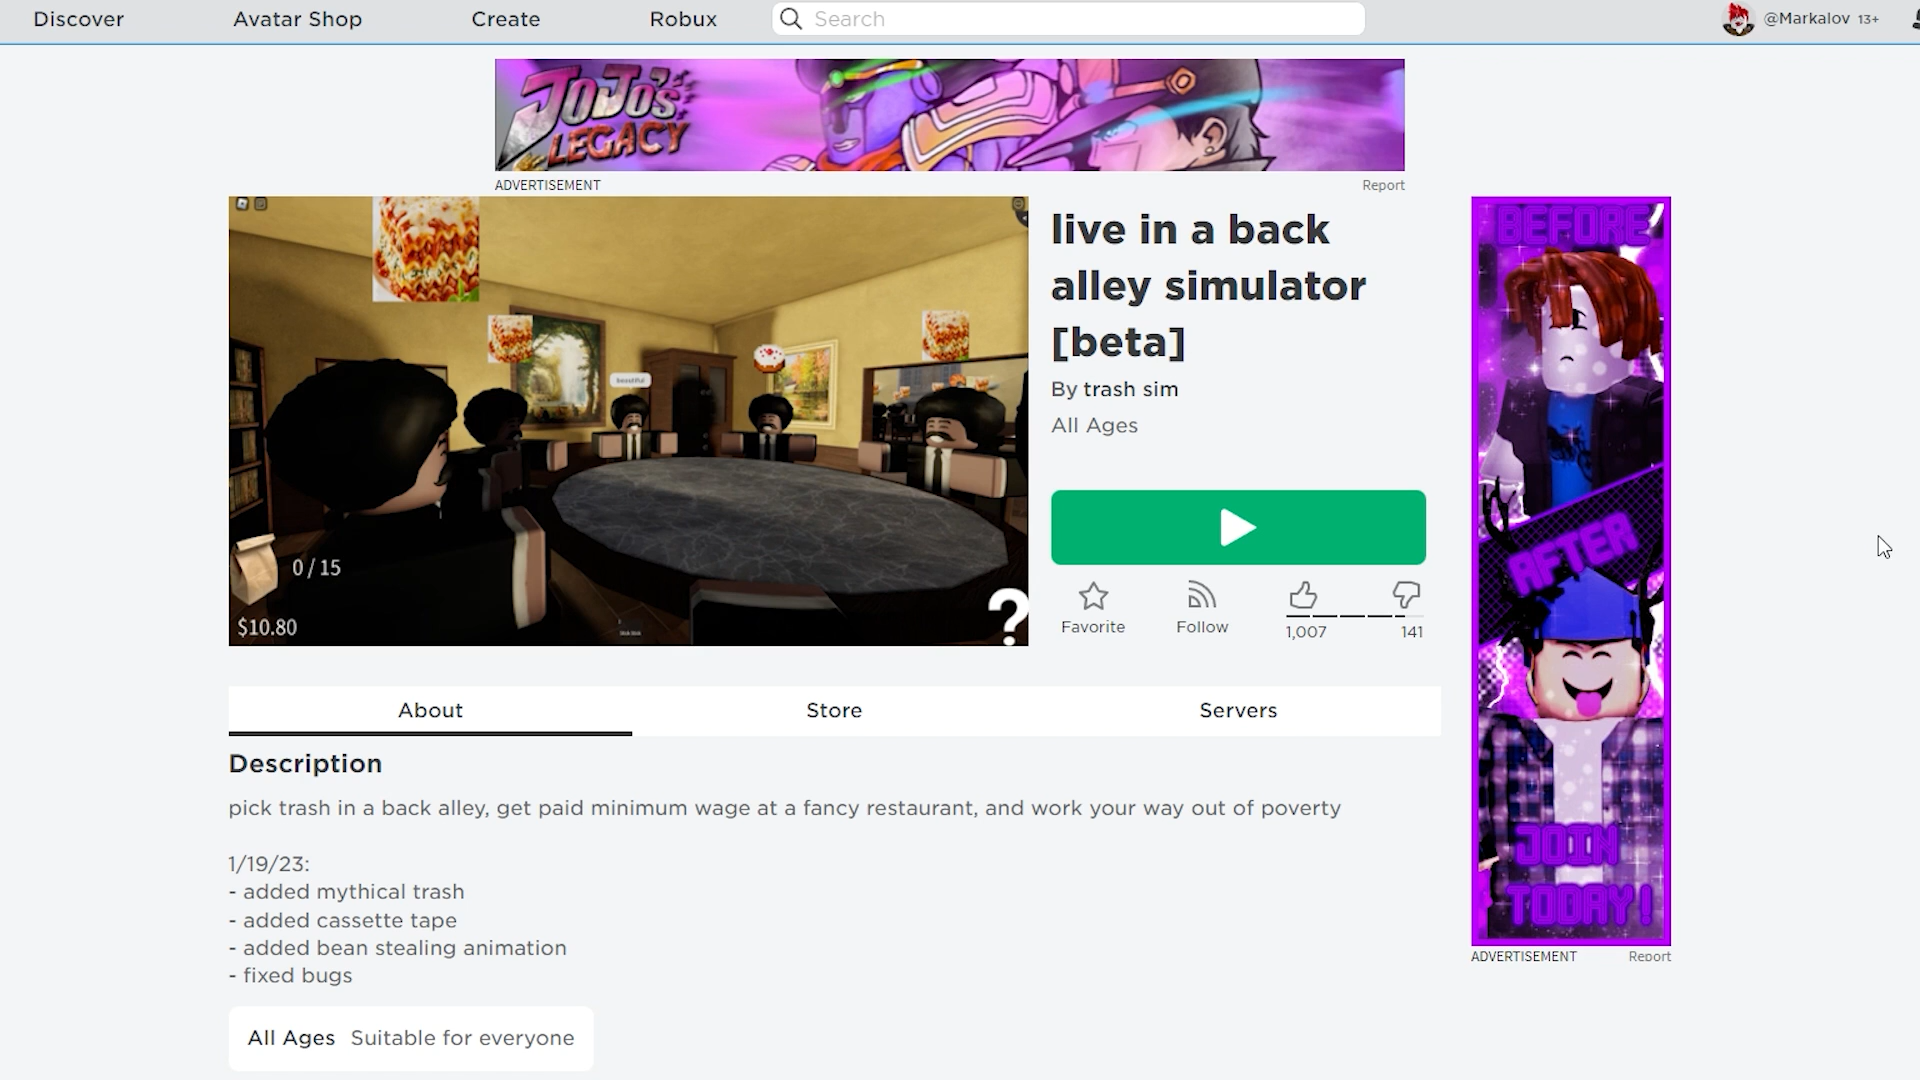 Discover Avatar Shop Create Robux Search @Markalov 13+
JOJO'S
LEGACY
ADVERTISEMENT Report
live in a back
alley simulator
[beta]
By trash sim
All Ages
beautiful
0 / 15
$10.80
?
Favorite Follow 1,007 141
BEFORE
AFTER
JOIN
TODAY!
ADVERTISEMENT Report
About Store Servers
Description
pick trash in a back alley, get paid minimum wage at a fancy restaurant, and work your way out of poverty
1/19/23:
- added mythical trash
- added cassette tape
- added bean stealing animation
- fixed bugs
All Ages Suitable for everyone